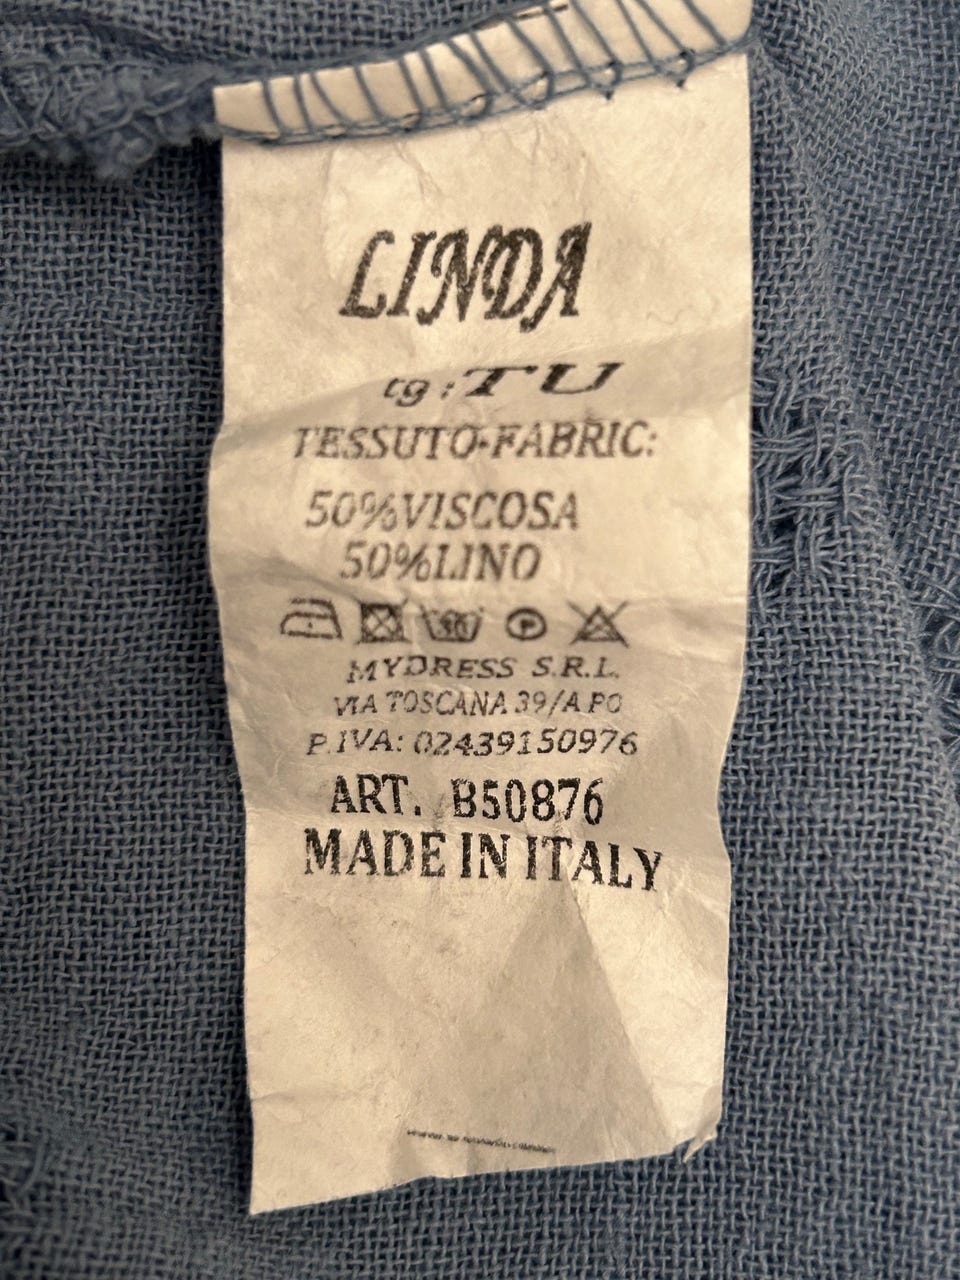 LINDA
tg:TU
TESSUTO-FABRIC:
50%VISCOSA
50%LINO
P
MYDRESS S.R.L.
VIA TOSCANA 39/A PO
P.IVA: 02439150976
ART. B50876
MADE IN ITALY